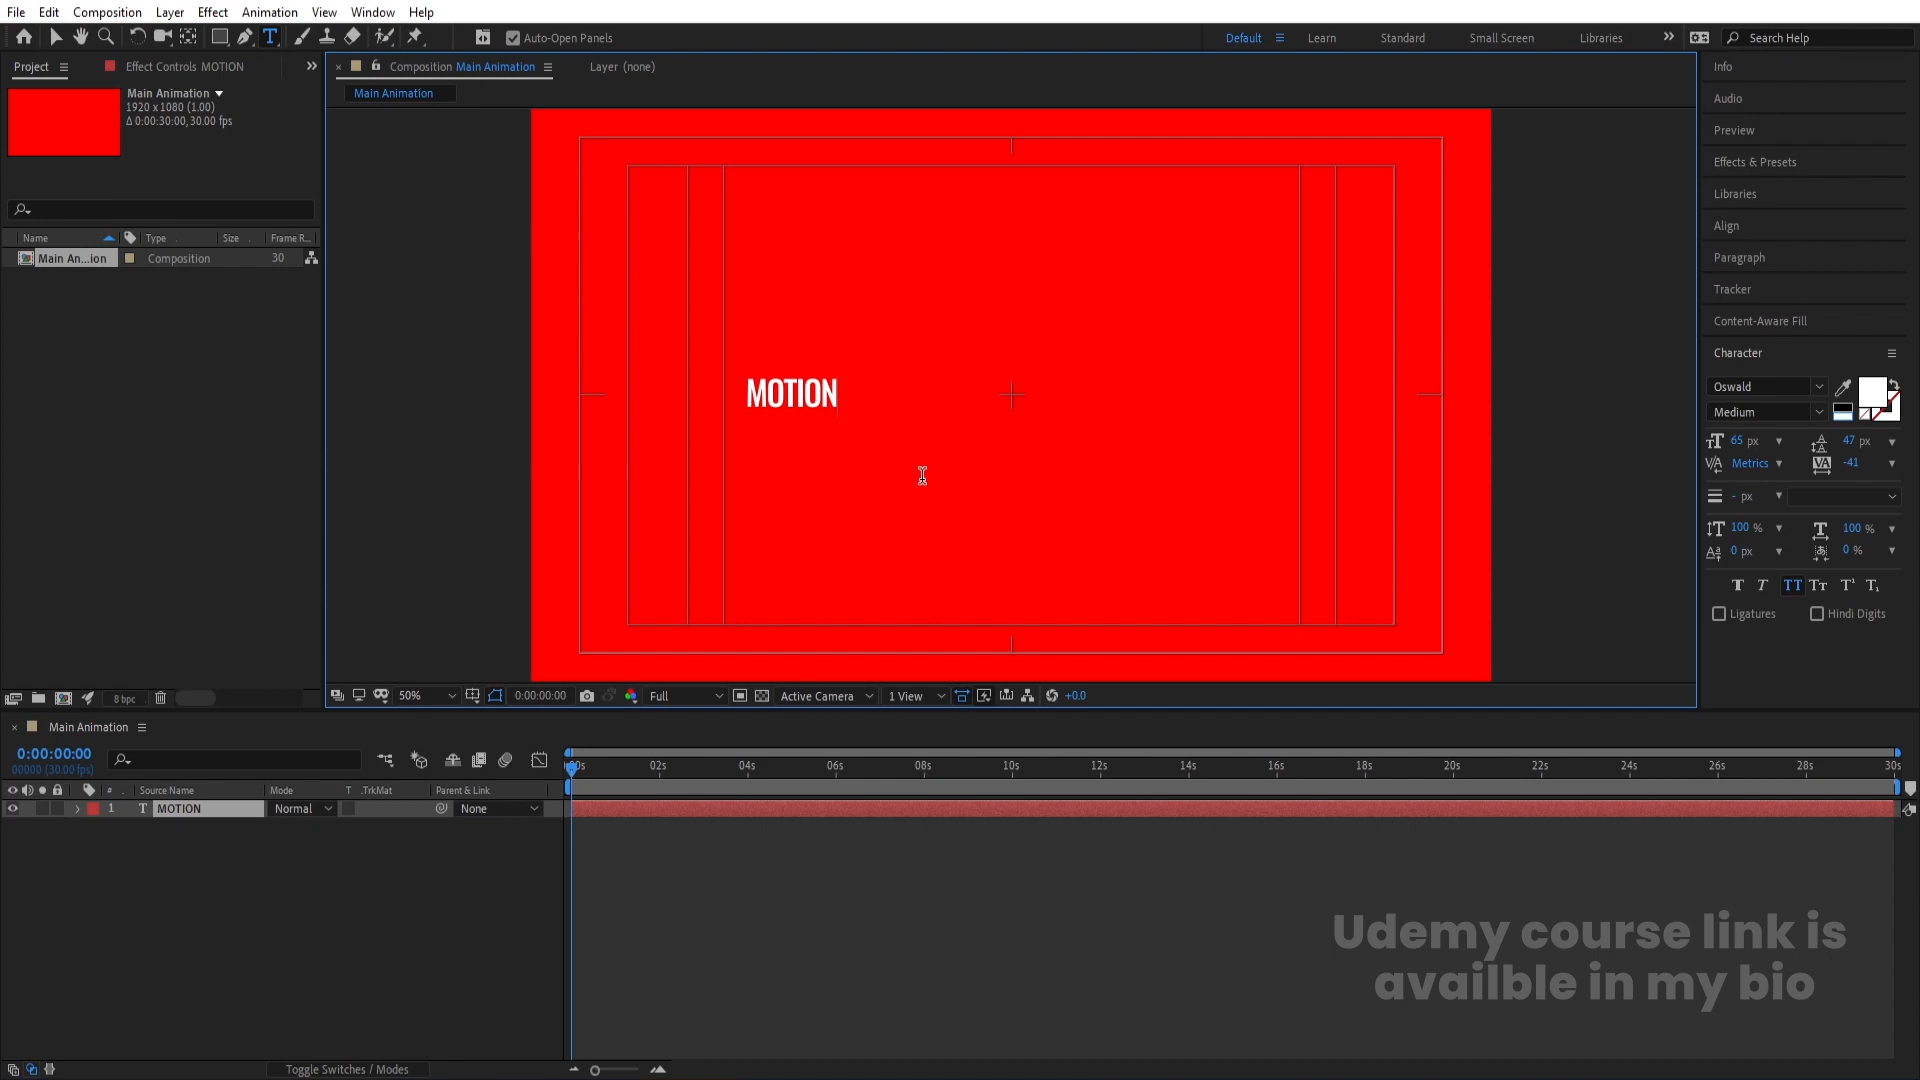 File Edit Composition Layer Effect Animation View Window Help
Auto-Open Panels
Default Learn Standard Small Screen Libraries Search Help
Project Effect Controls MOTION
Composition Main Animation Layer (none)
Main Animation
Main Animation
1920 x 1080 (1.00)
Δ 0:00:30:00, 30.00 fps
Name Type Size Frame R...
Main An...ion Composition 30
MOTION
Info
Audio
Preview
Effects & Presets
Libraries
Align
Paragraph
Tracker
Content-Aware Fill
Character
Oswald
Medium
65 px 47 px
Metrics -41
- px
100 % 100 %
0 px 0 %
Ligatures Hindi Digits
8 bpc
50% 0:00:00:00 Full Active Camera 1 View +0.0
Main Animation
0:00:00:00
00000 (30.00 fps)
02s 04s 06s 08s 10s 12s 14s 16s 18s 20s 22s 24s 26s 28s 30s
# Source Name Mode T .TrkMat Parent & Link
1 T MOTION Normal None
Udemy course link is
availble in my bio
Toggle Switches / Modes